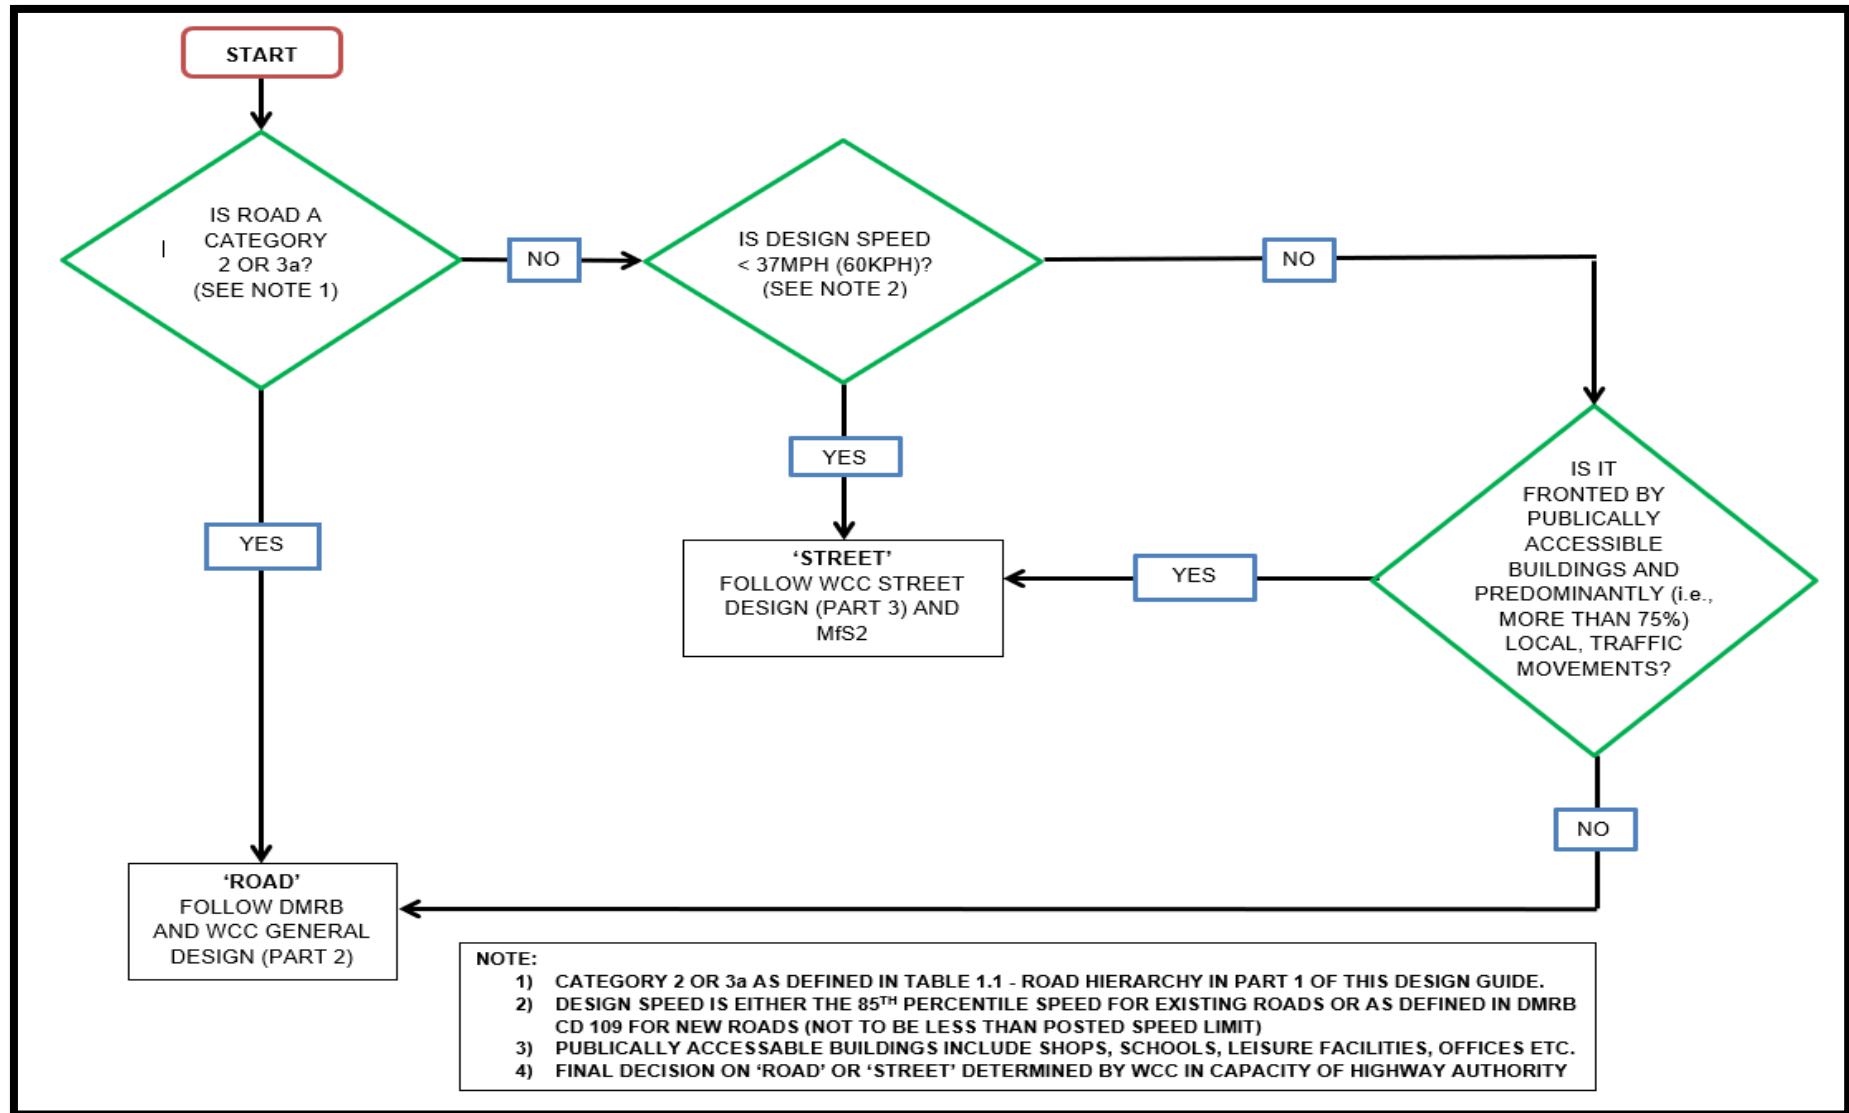 START
IS ROAD A
CATEGORY
2 OR 3a?
(SEE NOTE 1)
NO
IS DESIGN SPEED
< 37MPH (60KPH)?
(SEE NOTE 2)
NO
YES
YES
IS IT
FRONTED BY
PUBLICALLY
ACCESSIBLE
BUILDINGS AND
PREDOMINANTLY (i.e.,
MORE THAN 75%)
LOCAL, TRAFFIC
MOVEMENTS?
YES
‘STREET’
FOLLOW WCC STREET
DESIGN (PART 3) AND
MfS2
NO
‘ROAD’
FOLLOW DMRB
AND WCC GENERAL
DESIGN (PART 2)
NOTE:
1) CATEGORY 2 OR 3a AS DEFINED IN TABLE 1.1 - ROAD HIERARCHY IN PART 1 OF THIS DESIGN GUIDE.
2) DESIGN SPEED IS EITHER THE 85TH PERCENTILE SPEED FOR EXISTING ROADS OR AS DEFINED IN DMRB
CD 109 FOR NEW ROADS (NOT TO BE LESS THAN POSTED SPEED LIMIT)
3) PUBLICALLY ACCESSABLE BUILDINGS INCLUDE SHOPS, SCHOOLS, LEISURE FACILITIES, OFFICES ETC.
4) FINAL DECISION ON ‘ROAD’ OR ‘STREET’ DETERMINED BY WCC IN CAPACITY OF HIGHWAY AUTHORITY